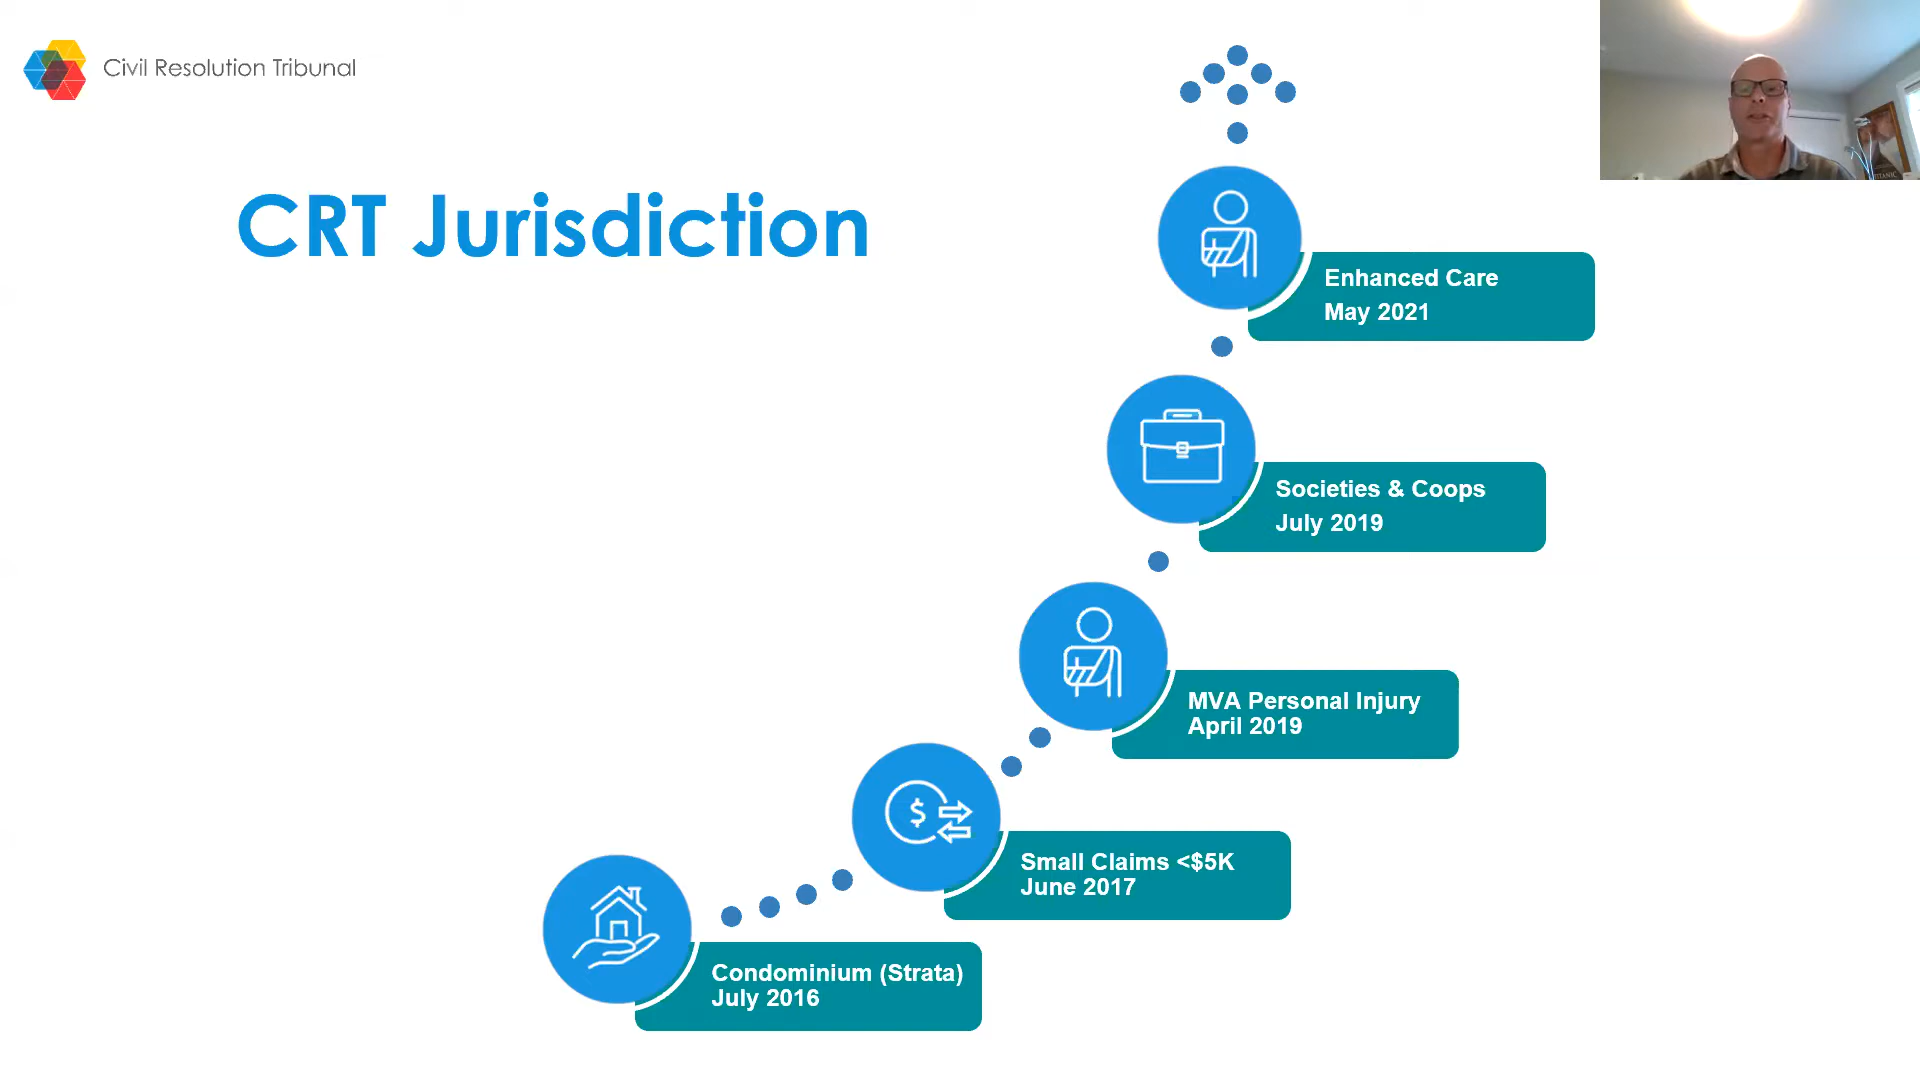 Civil Resolution Tribunal
CRT Jurisdiction
Enhanced Care
May 2021
Societies & Coops
July 2019
MVA Personal Injury
April 2019
$
Small Claims <$5K
June 2017
Condominium (Strata)
July 2016
TITANIC